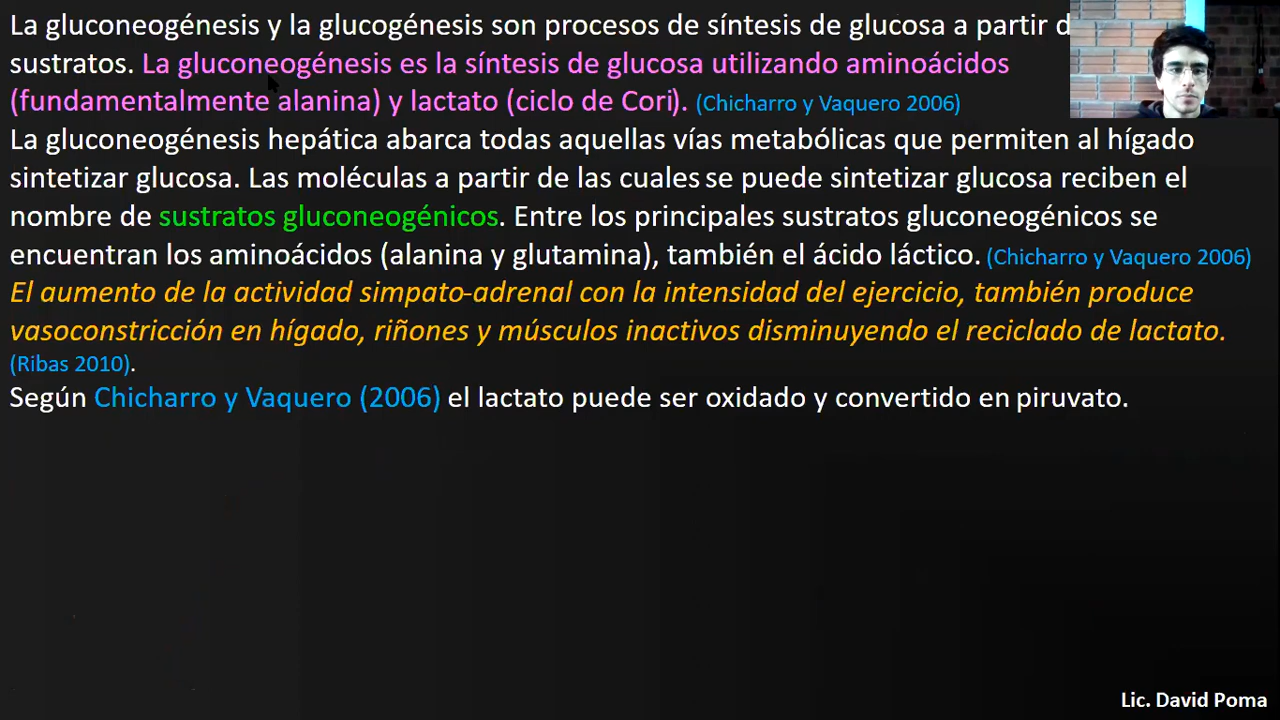 La gluconeogénesis y la glucogénesis son procesos de síntesis de glucosa a partir d
sustratos. La gluconeogénesis es la síntesis de glucosa utilizando aminoácidos
(fundamentalmente alanina) y lactato (ciclo de Cori). (Chicharro y Vaquero 2006)
La gluconeogénesis hepática abarca todas aquellas vías metabólicas que permiten al hígado
sintetizar glucosa. Las moléculas a partir de las cuales se puede sintetizar glucosa reciben el
nombre de sustratos gluconeogénicos. Entre los principales sustratos gluconeogénicos se
encuentran los aminoácidos (alanina y glutamina), también el ácido láctico. (Chicharro y Vaquero 2006)
El aumento de la actividad simpato-adrenal con la intensidad del ejercicio, también produce
vasoconstricción en hígado, riñones y músculos inactivos disminuyendo el reciclado de lactato.
(Ribas 2010).
Según Chicharro y Vaquero (2006) el lactato puede ser oxidado y convertido en piruvato.
Lic. David Poma